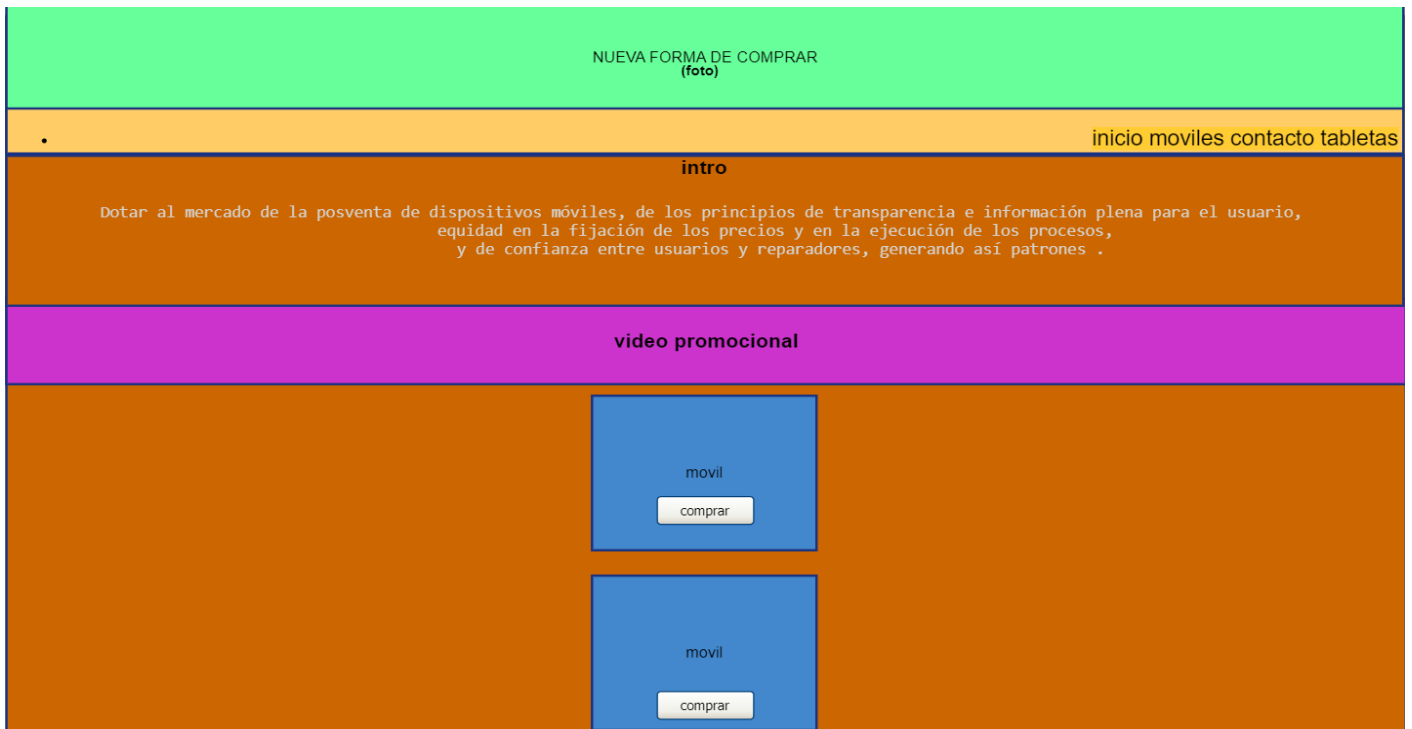 NUEVA FORMA DE COMPRAR
(foto)
inicio moviles contacto tabletas
intro
Dotar al mercado de la posventa de dispositivos móviles, de los principios de transparencia e información plena para el usuario,
equidad en la fijación de los precios y en la ejecución de los procesos,
y de confianza entre usuarios y reparadores, generando así patrones .
video promocional
movil
comprar
movil
comprar